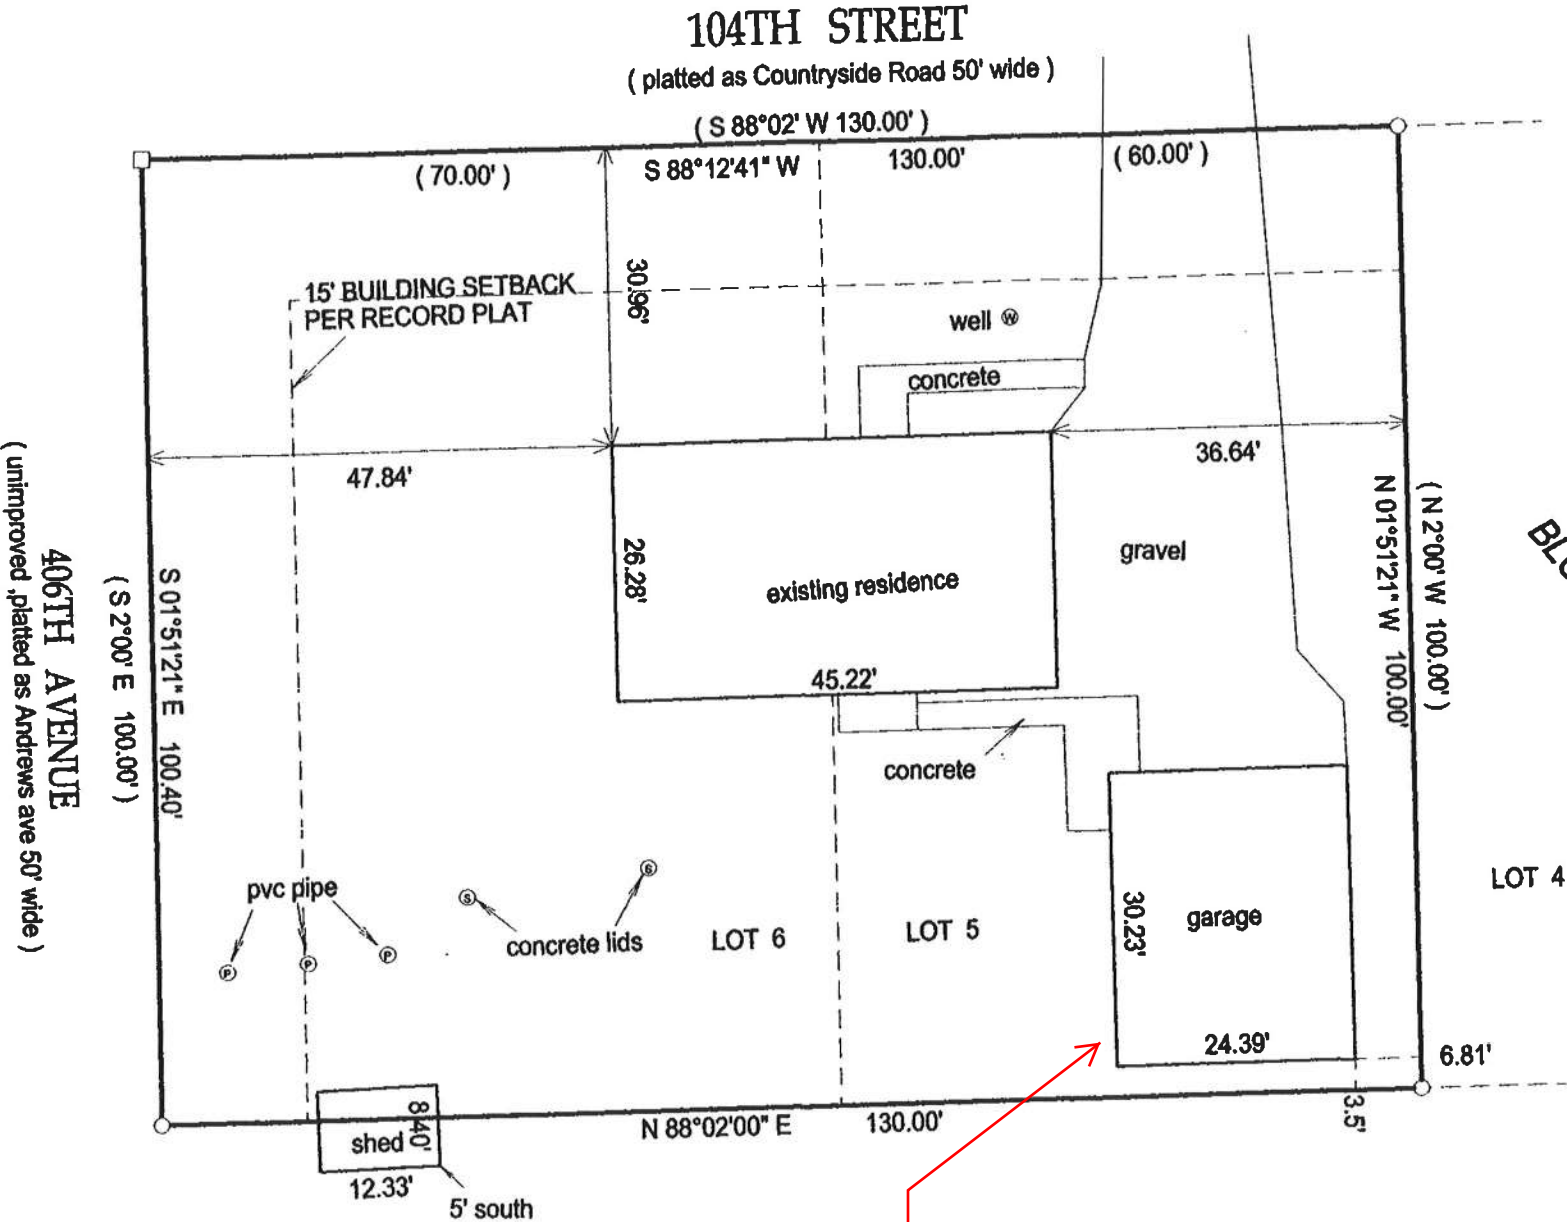 104TH STREET
( platted as Countryside Road 50' wide )
( S 88°02' W 130.00' )
S 88°12'41" W 130.00'
( 70.00' )
( 60.00' )
30.96'
15' BUILDING SETBACK
PER RECORD PLAT
well W
concrete
47.84'
36.64'
26.28'
existing residence
45.22'
gravel
N 01°51'21" W 100.00'
( N 2°00' W 100.00' )
406TH AVENUE
( unimproved ,platted as Andrews ave 50' wide )
( S 2°00' E 100.00' )
S 01°51'21" E 100.40'
concrete
30.23'
garage
24.39'
6.81'
3.5'
LOT 4
LOT 5
LOT 6
pvc pipe
P
P
P
concrete lids
S
S
N 88°02'00" E 130.00'
8.40'
shed
12.33'
5' south